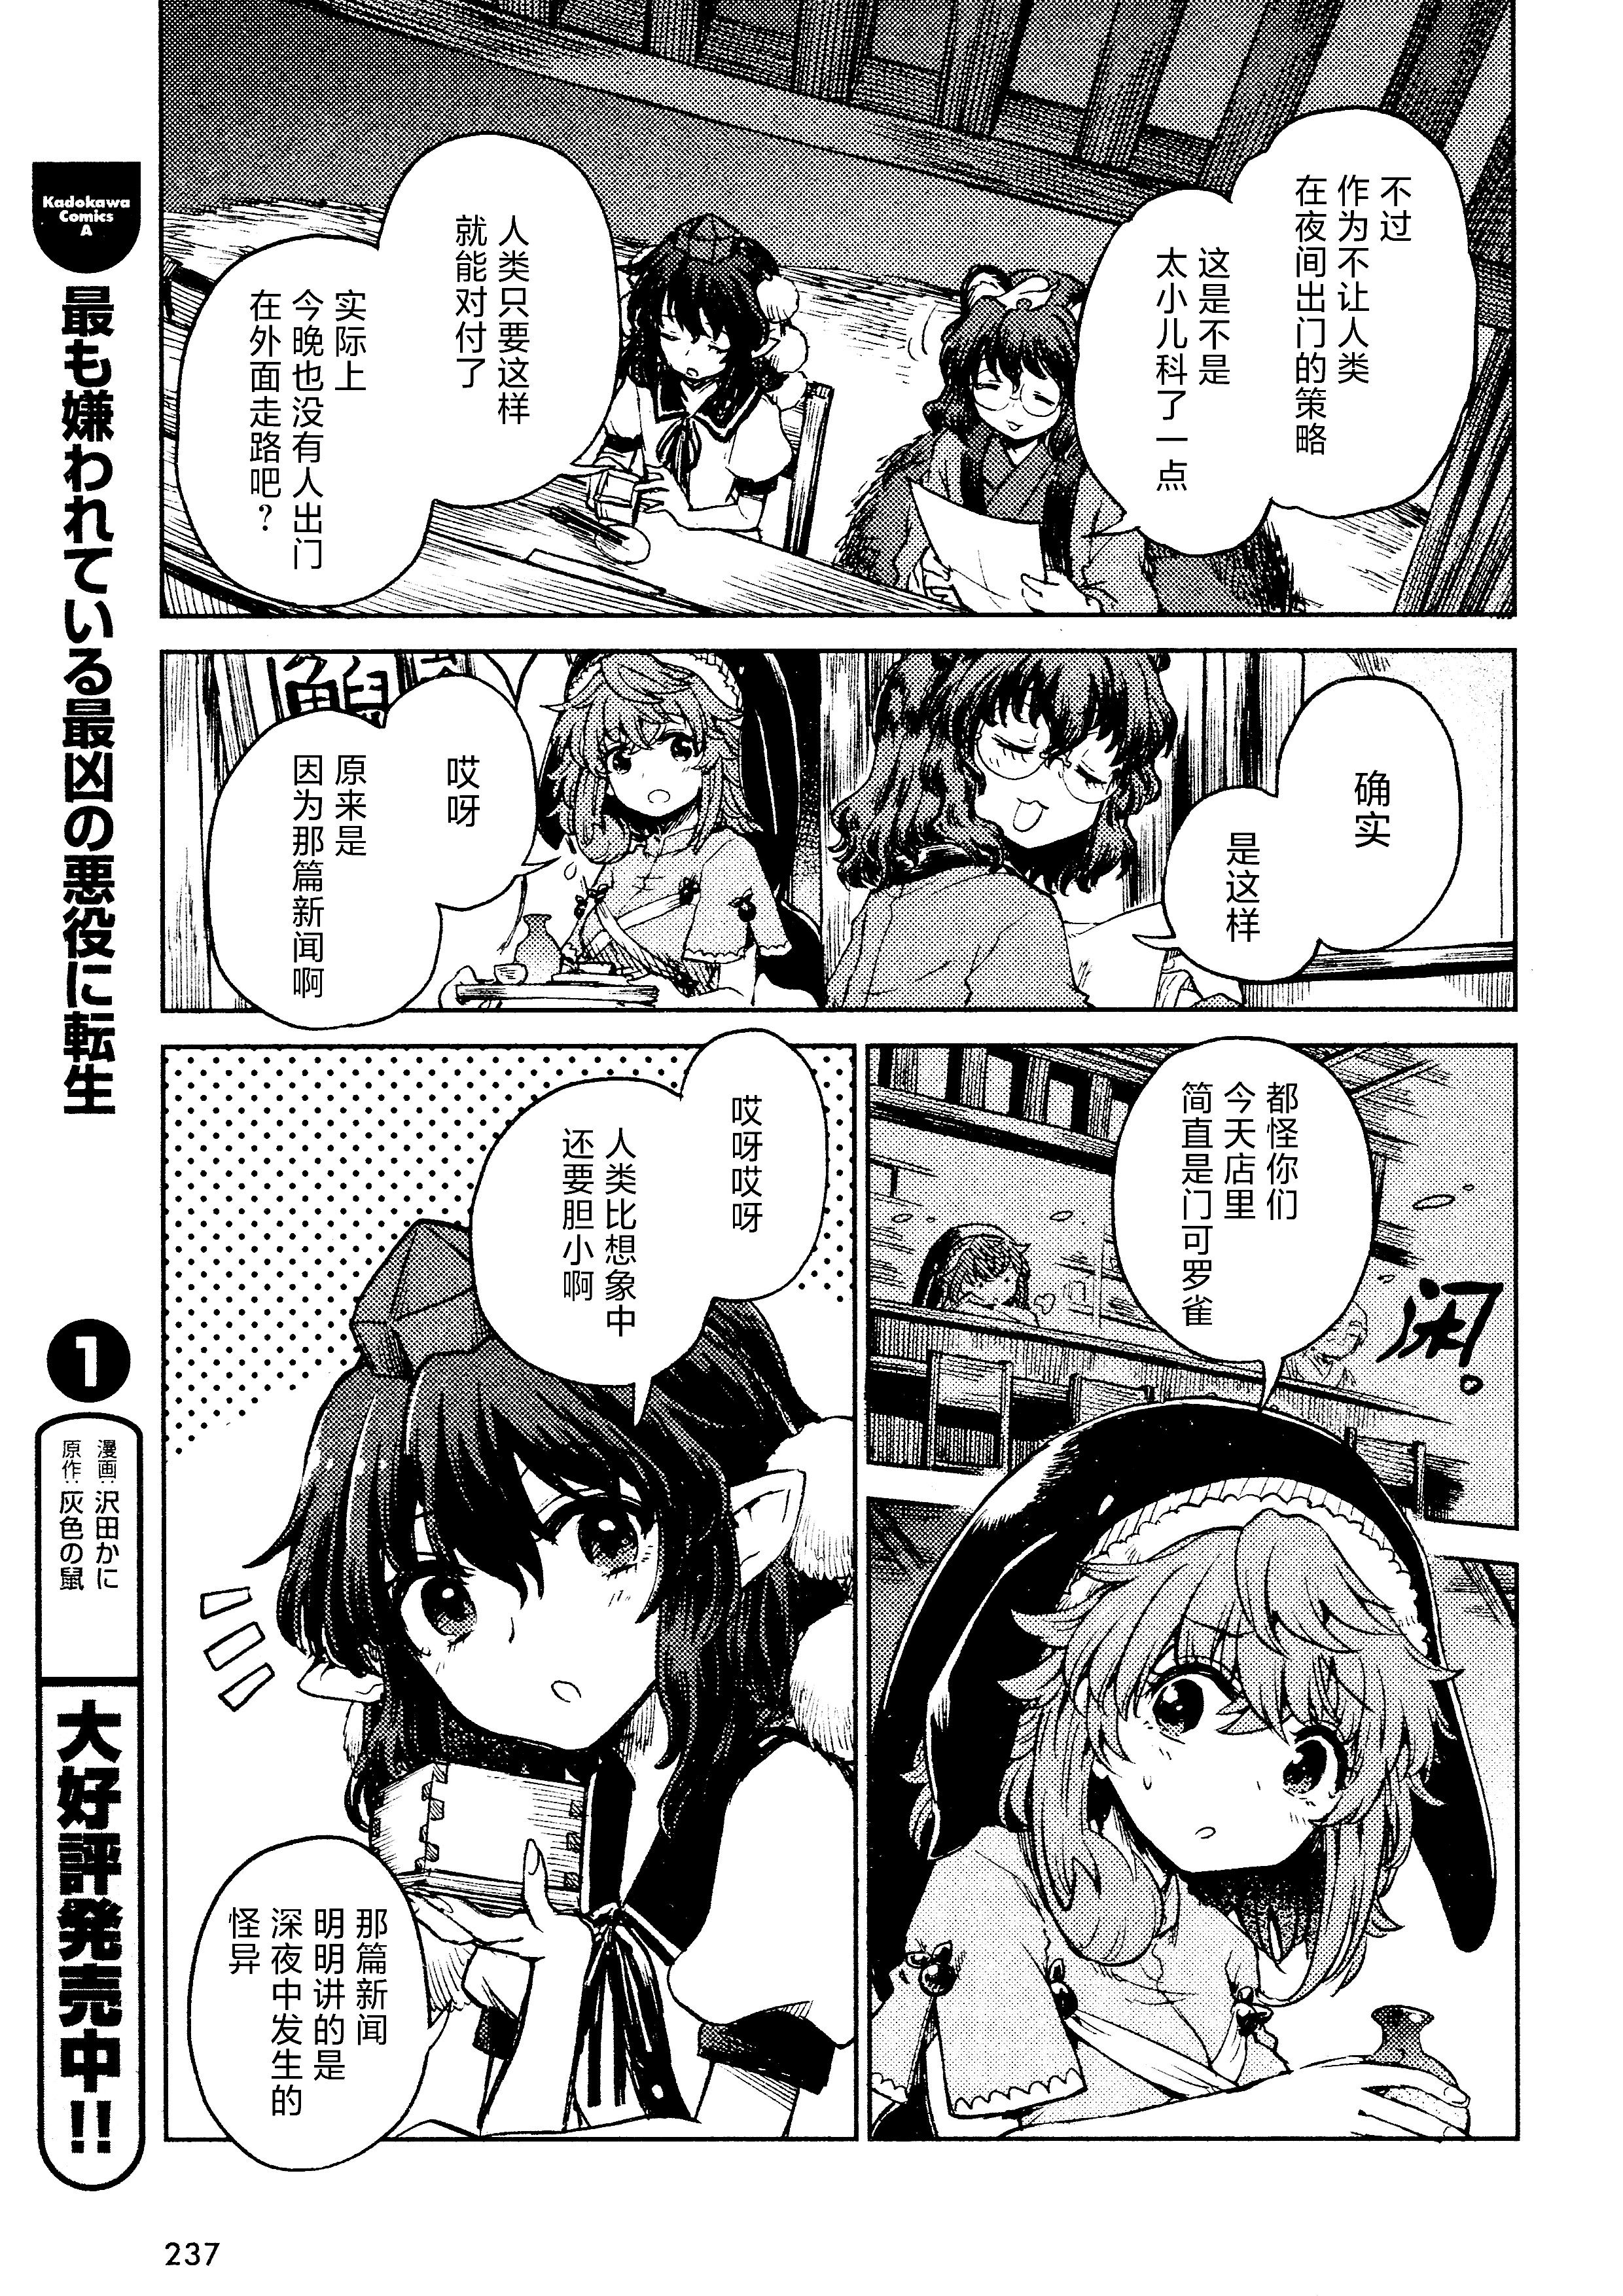 不过
作为不让人类
在夜间出门的策略
这是不是
太小儿科了一点
人类只要这样
就能对付了
实际上
今晚也没有人出门
在外面走路吧?
确实
是这样
哎呀
原来是
因为那篇新闻啊
都怪你们
今天店里
简直是门可罗雀
闲。
哎呀哎呀
人类比想象中
还要胆小啊
那篇新闻
明明讲的是
深夜中发生的
怪异
Kadokawa
Comics
A
最も嫌われている最凶の悪役に転生
1
漫画:沢田かに
原作:灰色の鼠
大好評発売中!!
237